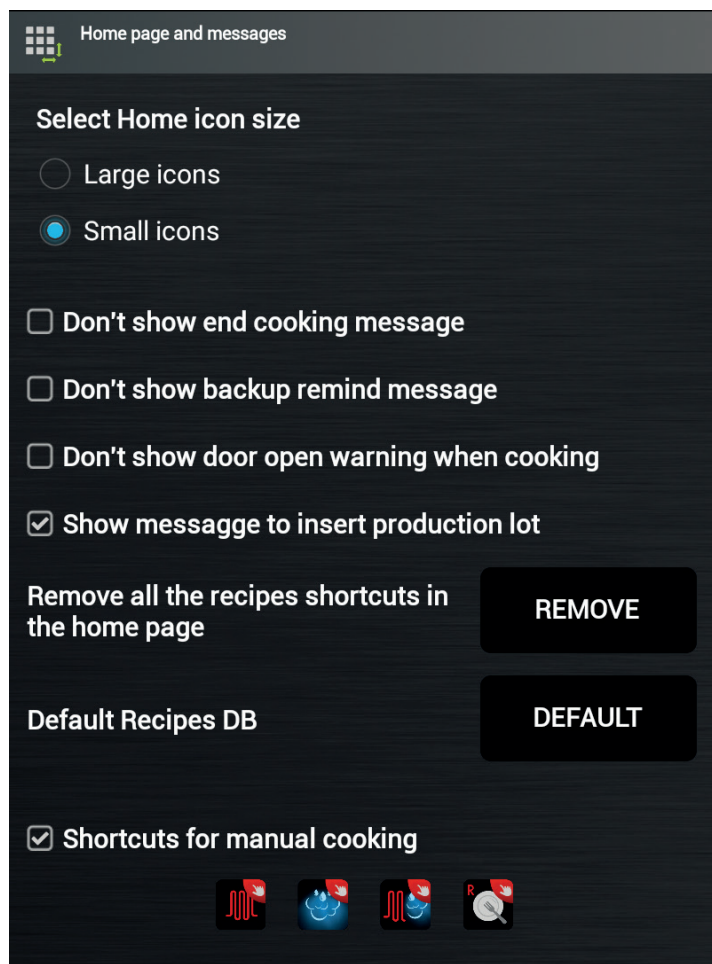 Home page and messages
Select Home icon size
Large icons
Small icons
Don't show end cooking message
Don't show backup remind message
Don't show door open warning when cooking
Show messagge to insert production lot
Remove all the recipes shortcuts in
the home page
REMOVE
Default Recipes DB
DEFAULT
Shortcuts for manual cooking
R